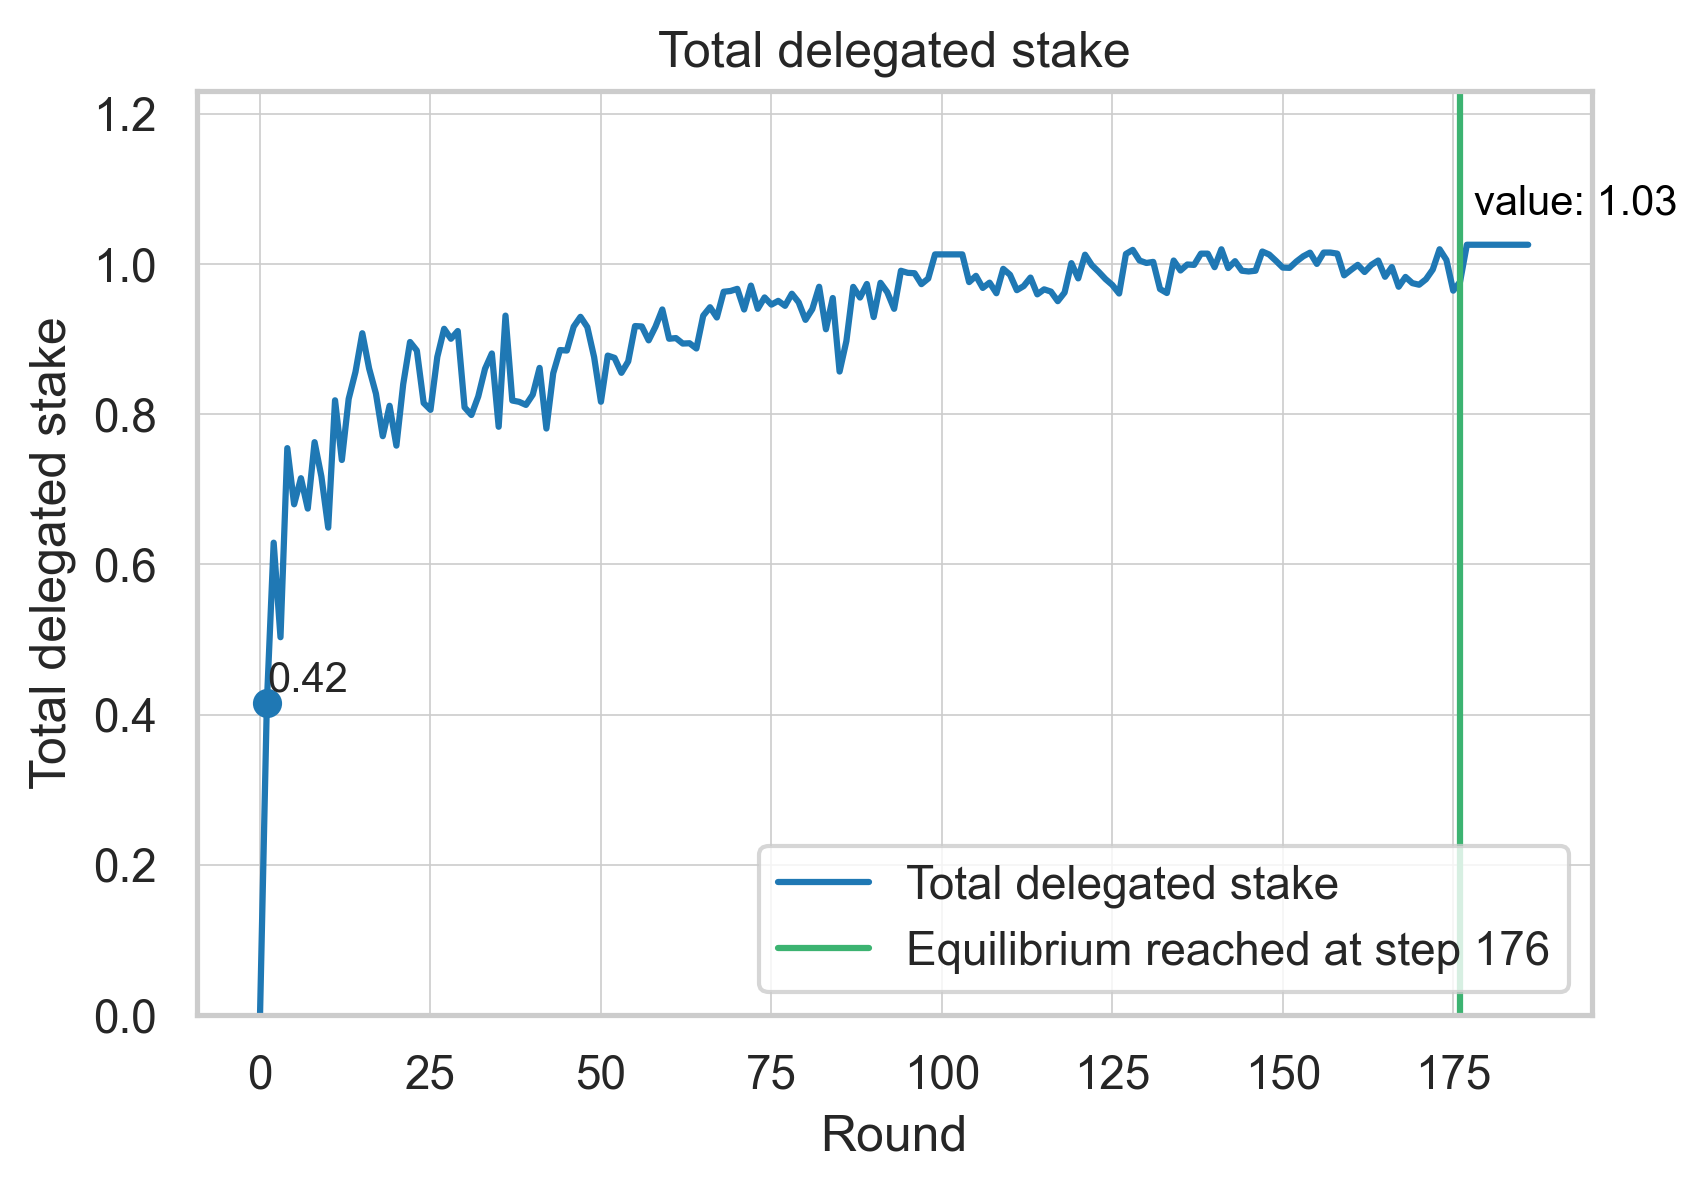 Total delegated stake
1.2
1.0
0.8
0.6
0.4
0.2
0.0
Total delegated stake
value: 1.03
0.42
Total delegated stake
Equilibrium reached at step 176
0 25 50 75 100 125 150 175
Round